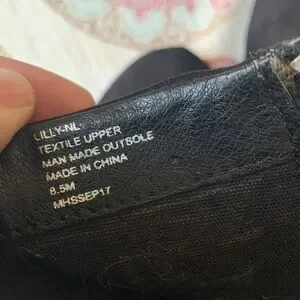 LILLY-NL
TEXTILE UPPER
MAN MADE OUTSOLE
MADE IN CHINA
8.5M
MHSSEP17